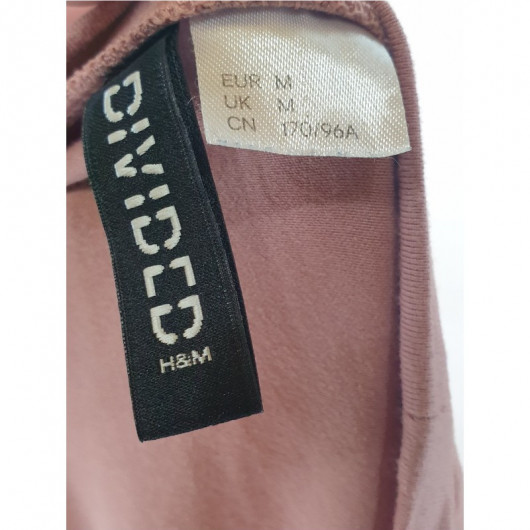 DIVIDED
H&M
EUR M
UK M
CN 170/96A